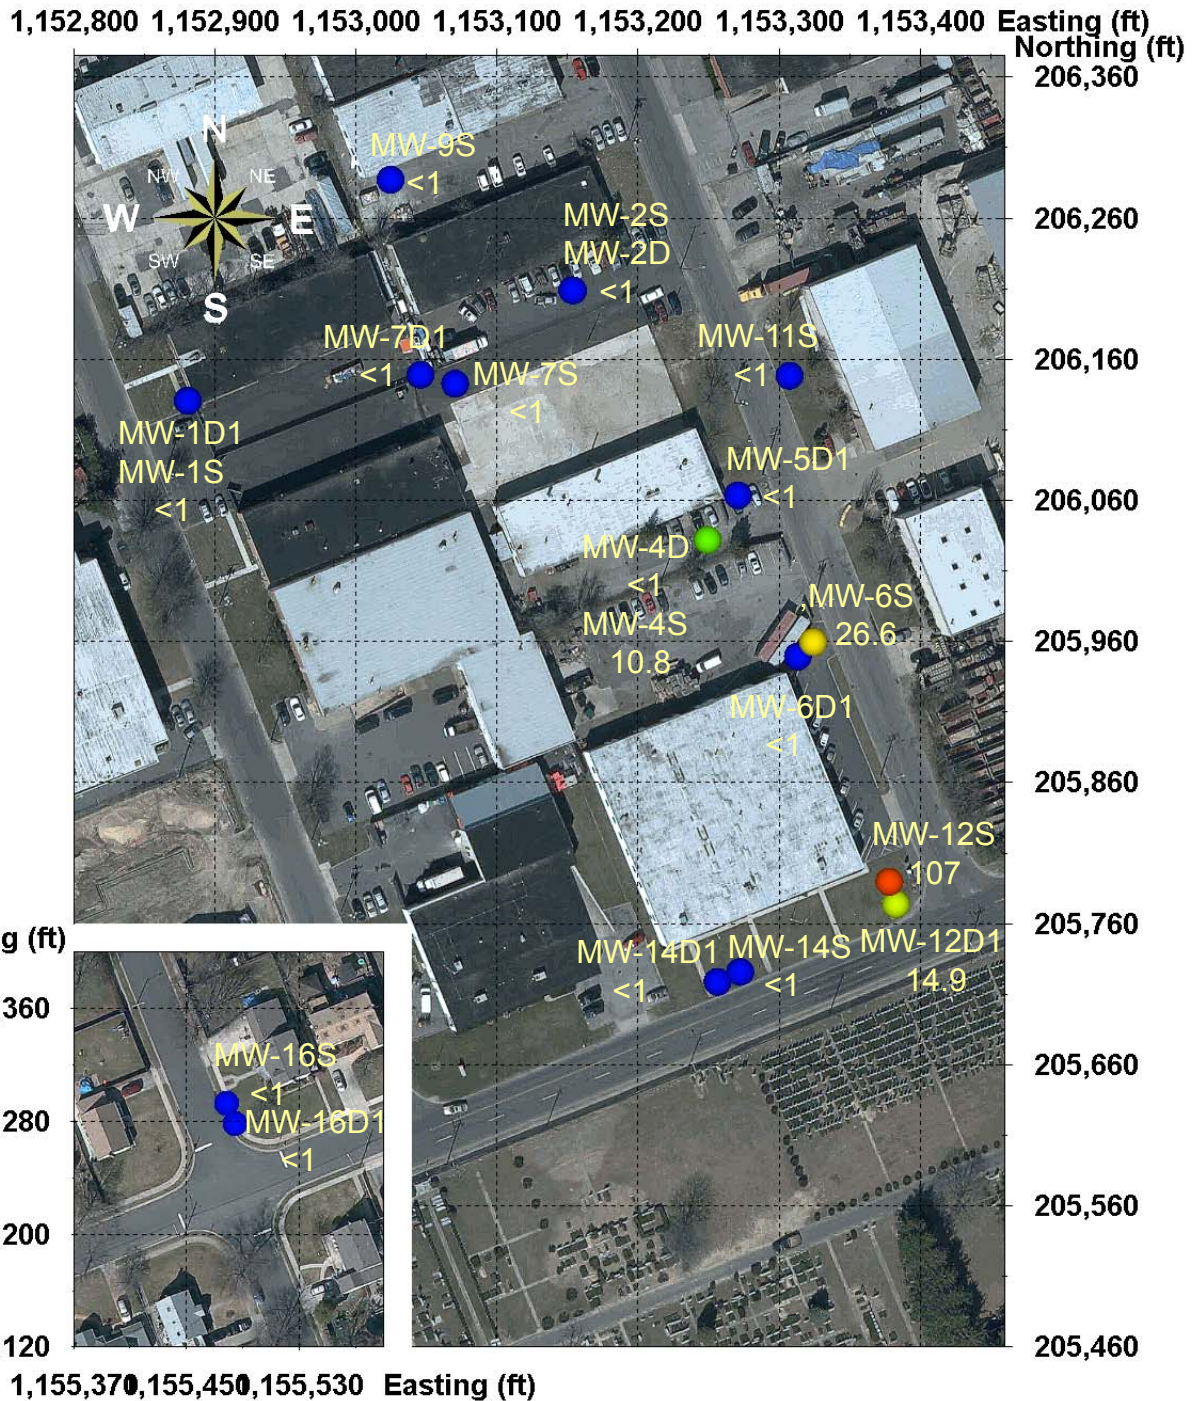 1,152,800 1,152,900 1,153,000 1,153,100 1,153,200 1,153,300 1,153,400 Easting (ft)
Northing (ft)
206,360
N
NW NE
W E
SW SE
S
MW-9S
<1
MW-2S
206,260
MW-2D
<1
MW-7D1
<1
MW-7S
<1
MW-11S
<1
206,160
MW-1D1
MW-1S
<1
MW-5D1
<1
206,060
MW-4D
<1
MW-4S
10.8
MW-6S
26.6
205,960
MW-6D1
<1
205,860
MW-12S
107
205,760
MW-14D1
<1
MW-14S
<1
MW-12D1
14.9
g (ft)
360
MW-16S
<1
205,660
280
MW-16D1
<1
205,560
200
120
205,460
1,155,370 1,155,450 1,155,530 Easting (ft)